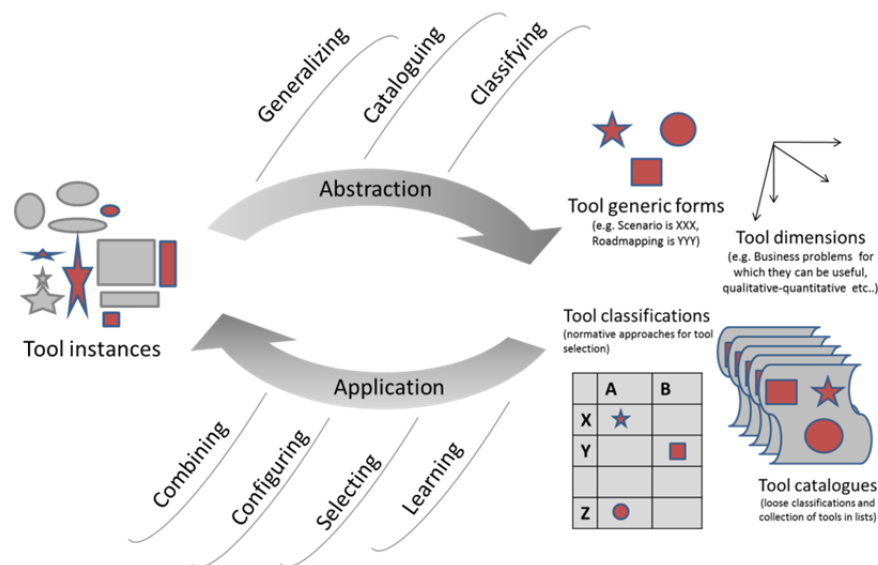 Generalizing
Cataloguing
Classifying
Abstraction
Tool generic forms
(e.g. Scenario is XXX,
Roadmapping is YYY)
Tool dimensions
(e.g. Business problems for
which they can be useful,
qualitative-quantitative etc..)
Tool instances
Tool classifications
(normative approaches for tool
selection)
Application
A B
X
Y
Z
Combining
Configuring
Selecting
Learning
Tool catalogues
(loose classifications and
collection of tools in lists)